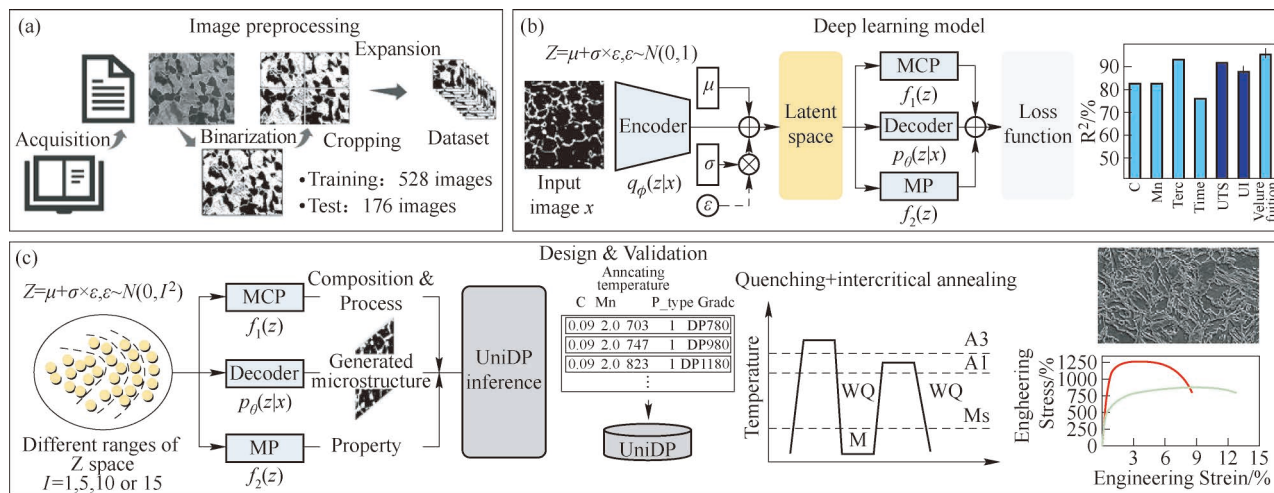 (a)
Image preprocessing
Acquisition
Binarization
Expansion
Cropping
Dataset
•Training：528 images
•Test：176 images
(b)
Deep learning model
Z=μ+σ×ε,ε~N(0,1)
Input
image x
Encoder
qϕ(z|x)
μ
σ
ε
Latent
space
MCP
f₁(z)
Decoder
pθ(z|x)
MP
f₂(z)
Loss
function
R²/%
90
80
70
60
50
C
Mn
Terc
Time
UTS
UI
Velure
fuition
(c)
Design & Validation
Z=μ+σ×ε,ε~N(0,I²)
Different ranges of
Z space
I=1,5,10 or 15
MCP
f₁(z)
Decoder
pθ(z|x)
MP
f₂(z)
Composition &
Process
Generated
microstructure
Property
UniDP
inference
Anncating
temperature
C Mn P_type Gradc
0.09 2.0 703 1 DP780
0.09 2.0 747 1 DP980
0.09 2.0 823 1 DP1180
⋮
UniDP
Quenching+intercritical annealing
Temperature
A3
A1
WQ
WQ
Ms
M
Engheering
Stress/%
1250
1000
750
500
250
0
3 6 9 12 15
Engineering Strein/%